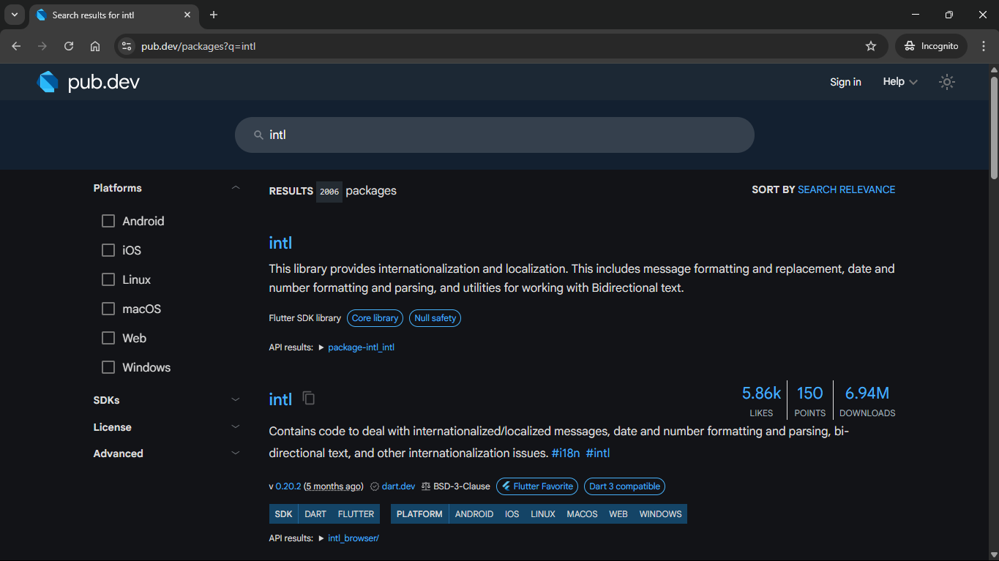 Search results for intl
pub.dev/packages?q=intl
Incognito
pub.dev
Sign in
Help
intl
Platforms
Android
iOS
Linux
macOS
Web
Windows
SDKs
License
Advanced
RESULTS 2006 packages
SORT BY SEARCH RELEVANCE
intl
This library provides internationalization and localization. This includes message formatting and replacement, date and
number formatting and parsing, and utilities for working with Bidirectional text.
Flutter SDK library Core library Null safety
API results: package-intl_intl
intl
5.86k 150 6.94M
LIKES POINTS DOWNLOADS
Contains code to deal with internationalized/localized messages, date and number formatting and parsing, bi-
directional text, and other internationalization issues. #i18n #intl
v 0.20.2 (5 months ago) dart.dev BSD-3-Clause Flutter Favorite Dart 3 compatible
SDK DART FLUTTER PLATFORM ANDROID IOS LINUX MACOS WEB WINDOWS
API results: intl_browser/